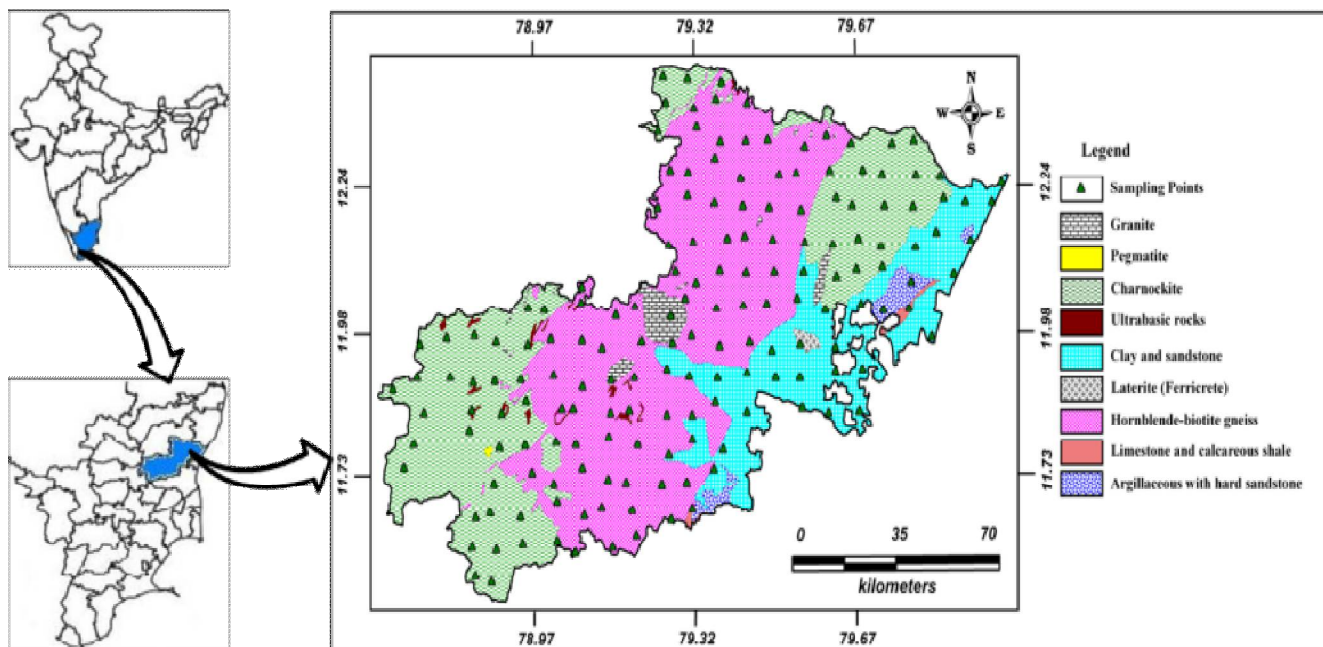 78.97
79.32
79.67
N
W E
S
12.24
12.24
11.98
11.98
11.73
11.73
Legend
Sampling Points
Granite
Pegmatite
Charnockite
Ultrabasic rocks
Clay and sandstone
Laterite (Ferricrete)
Hornblende-biotite gneiss
Limestone and calcareous shale
Argillaceous with hard sandstone
0 35 70
kilometers
78.97
79.32
79.67